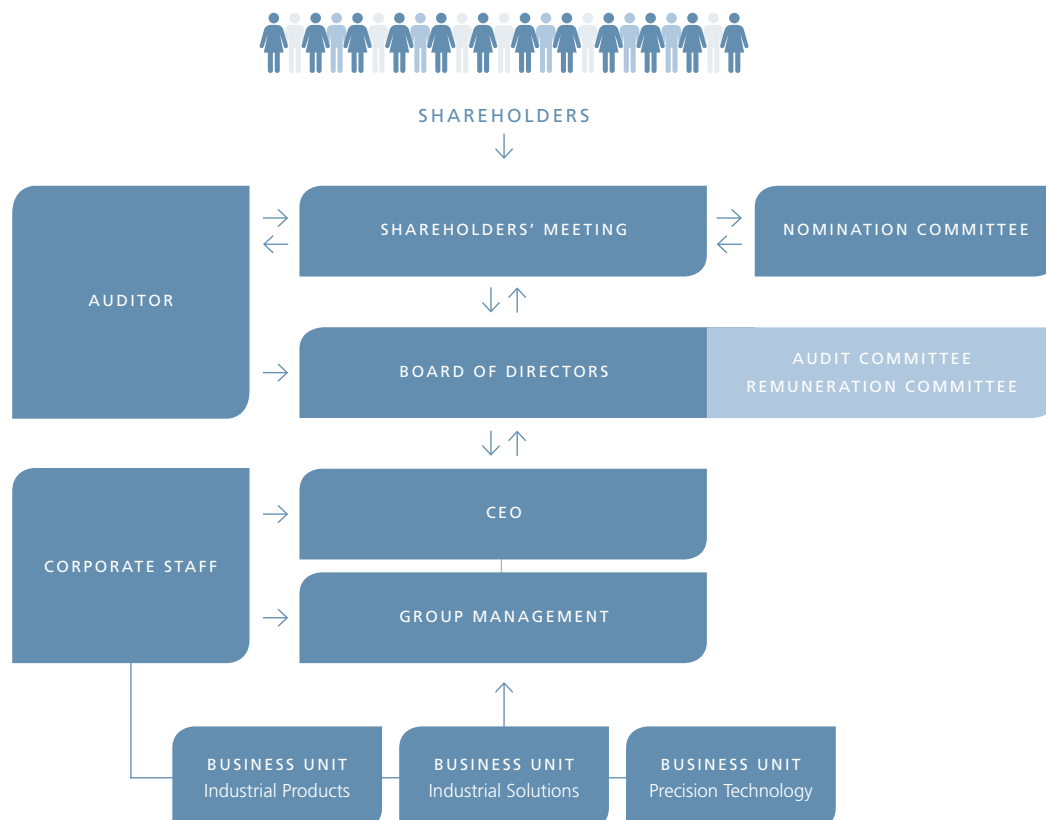 SHAREHOLDERS
SHAREHOLDERS’ MEETING
NOMINATION COMMITTEE
AUDITOR
BOARD OF DIRECTORS
AUDIT COMMITTEE
REMUNERATION COMMITTEE
CEO
CORPORATE STAFF
GROUP MANAGEMENT
BUSINESS UNIT
Industrial Products
BUSINESS UNIT
Industrial Solutions
BUSINESS UNIT
Precision Technology